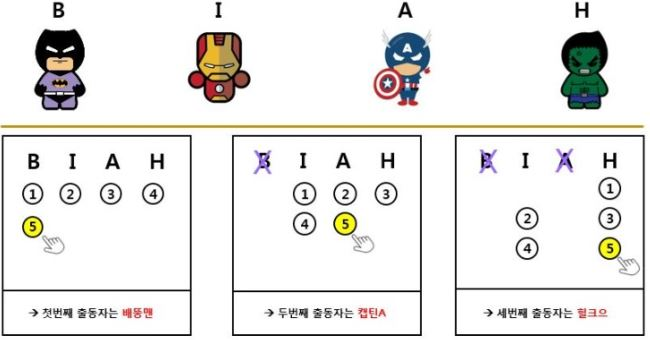 B I A H
A
B I A H
1 2 3 4
5
→ 첫번째 출동자는 배뚱맨
B I A H
1 2 3
4 5
→ 두번째 출동자는 캡틴A
B I A H
1
2 3
4 5
→ 세번째 출동자는 헐크으